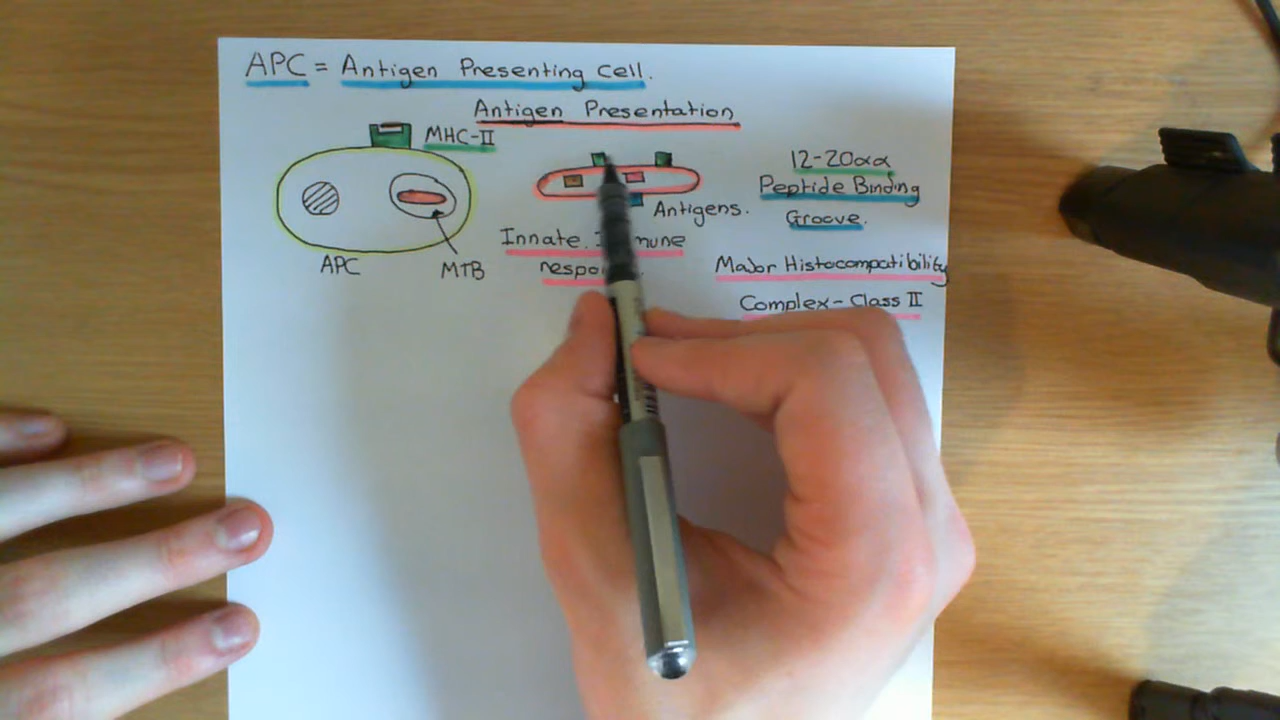 APC = Antigen Presenting Cell.
Antigen Presentation
MHC-II
12-20αα
Peptide Binding
Groove.
Antigens.
Innate
Major Histocompatibility
Complex - Class II
APC
MTB